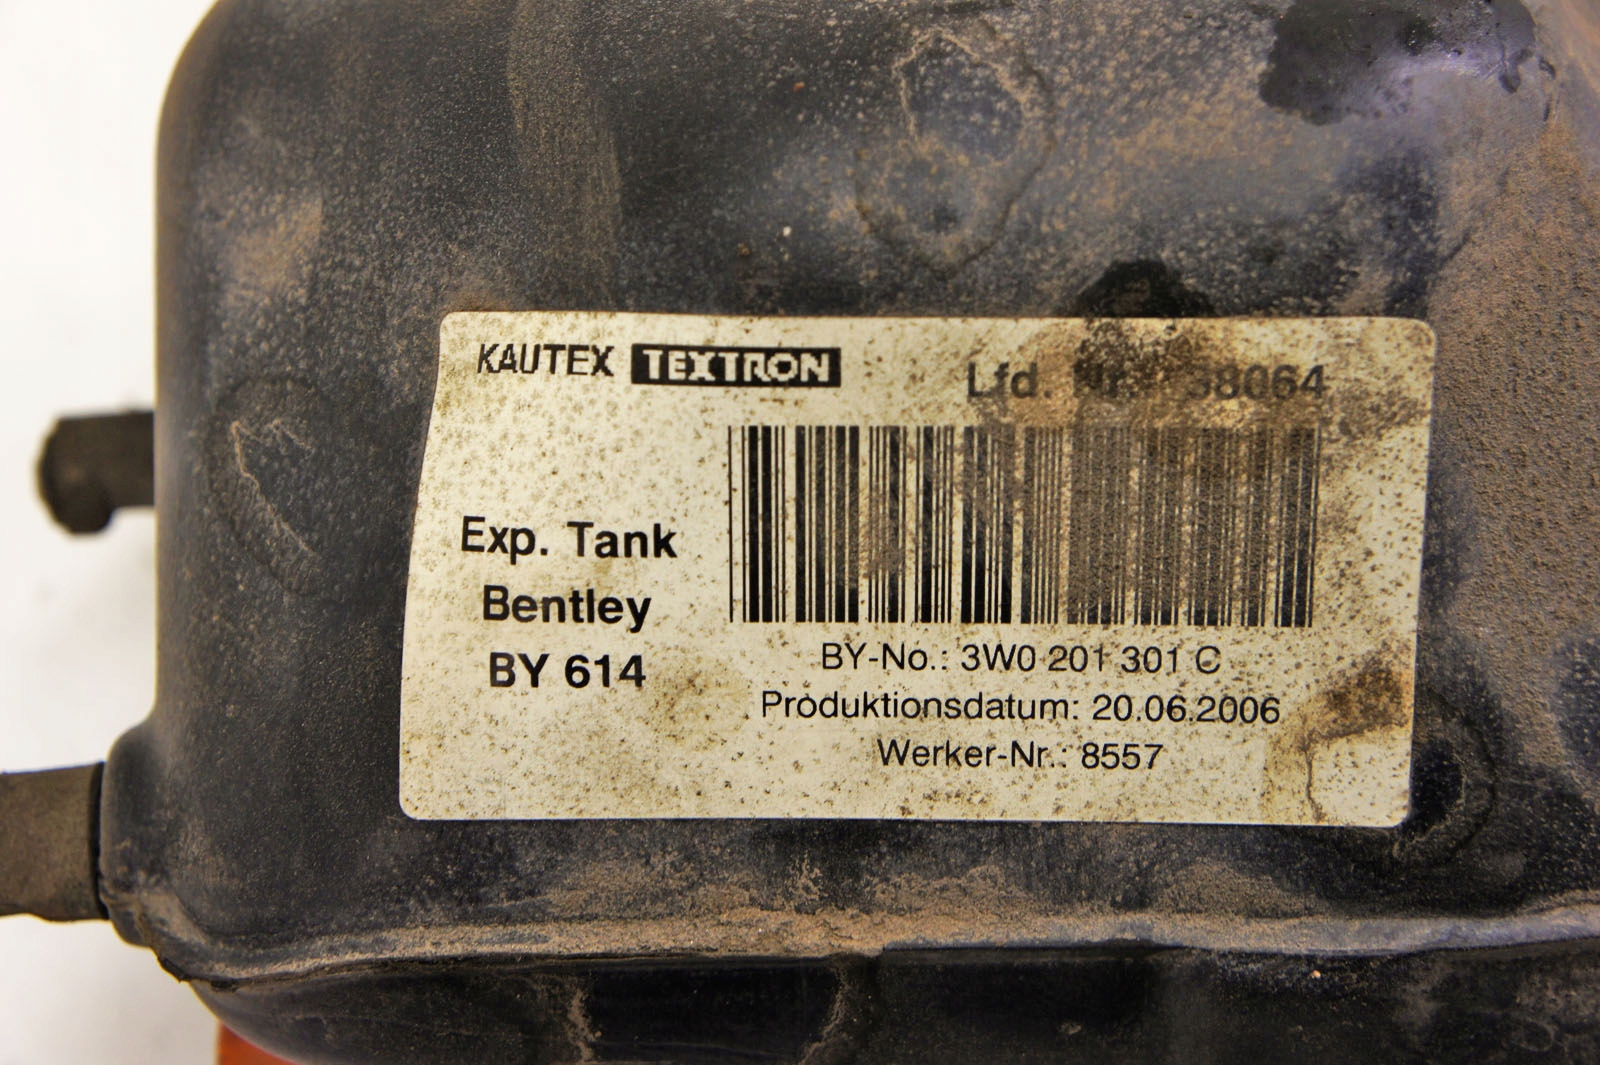 KAUTEX TEXTRON
Lfd. Nr.:
Exp. Tank
Bentley
BY 614
BY-No.: 3W0 201 301 C
Produktionsdatum: 20.06.2006
Werker-Nr.: 8557